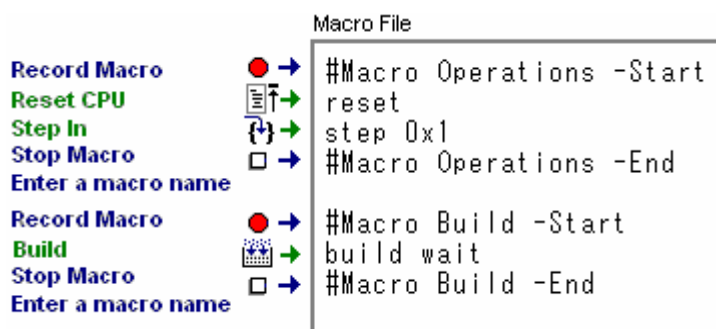 Macro File
Record Macro #Macro Operations -Start
Reset CPU reset
Step In step 0x1
Stop Macro #Macro Operations -End
Enter a macro name
Record Macro #Macro Build -Start
Build build wait
Stop Macro #Macro Build -End
Enter a macro name